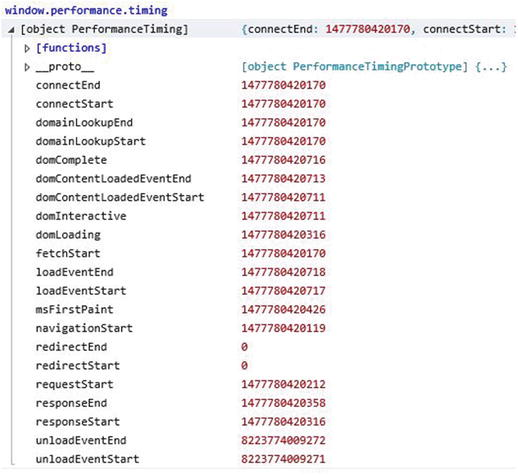 window.performance.timing
[object PerformanceTiming] {connectEnd: 1477780420170, connectStart: 1
[functions]
__proto__ [object PerformanceTimingPrototype] {...}
connectEnd 1477780420170
connectStart 1477780420170
domainLookupEnd 1477780420170
domainLookupStart 1477780420170
domComplete 1477780420716
domContentLoadedEventEnd 1477780420713
domContentLoadedEventStart 1477780420711
domInteractive 1477780420711
domLoading 1477780420316
fetchStart 1477780420170
loadEventEnd 1477780420718
loadEventStart 1477780420717
msFirstPaint 1477780420426
navigationStart 1477780420119
redirectEnd 0
redirectStart 0
requestStart 1477780420212
responseEnd 1477780420358
responseStart 1477780420316
unloadEventEnd 8223774009272
unloadEventStart 8223774009271